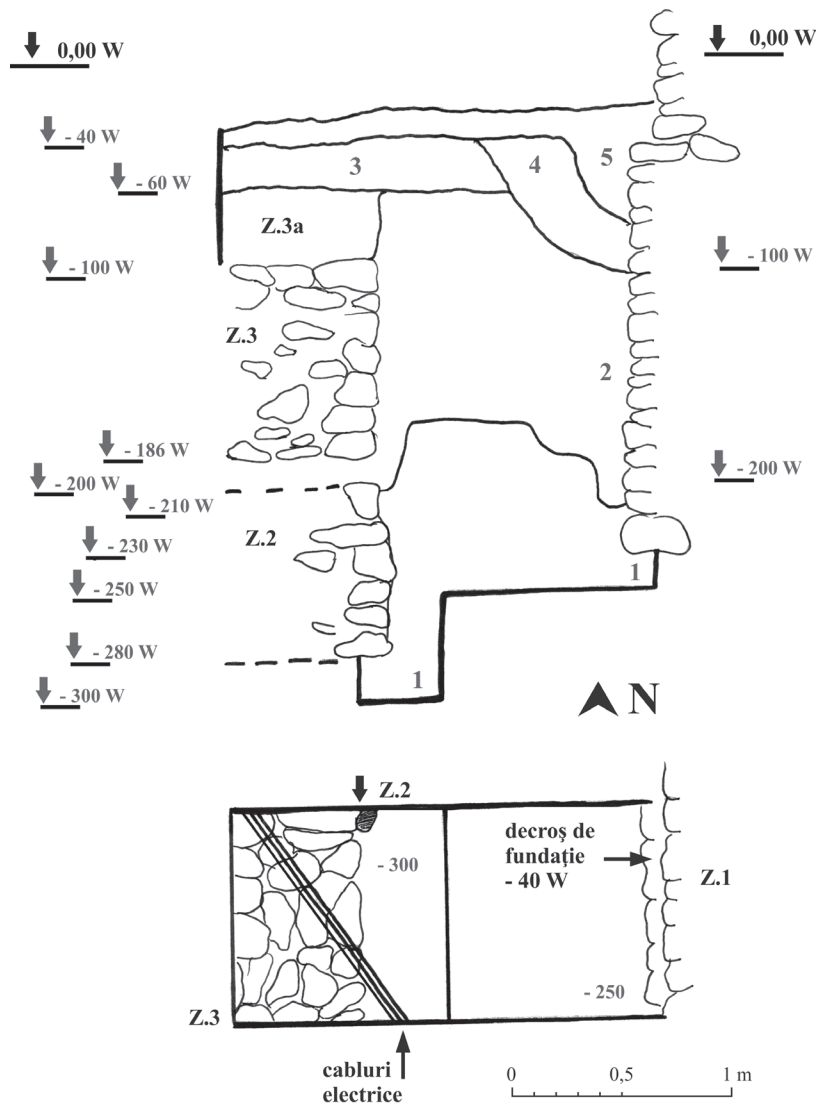 0,00 W
0,00 W
- 40 W
- 60 W
3
4
5
Z.3a
- 100 W
- 100 W
Z.3
2
- 186 W
- 200 W
- 200 W
- 210 W
Z.2
- 230 W
1
- 250 W
- 280 W
1
- 300 W
N
Z.2
decroş de
fundaţie
- 40 W
- 300
Z.1
- 250
Z.3
cabluri
electrice
0
0,5
1 m